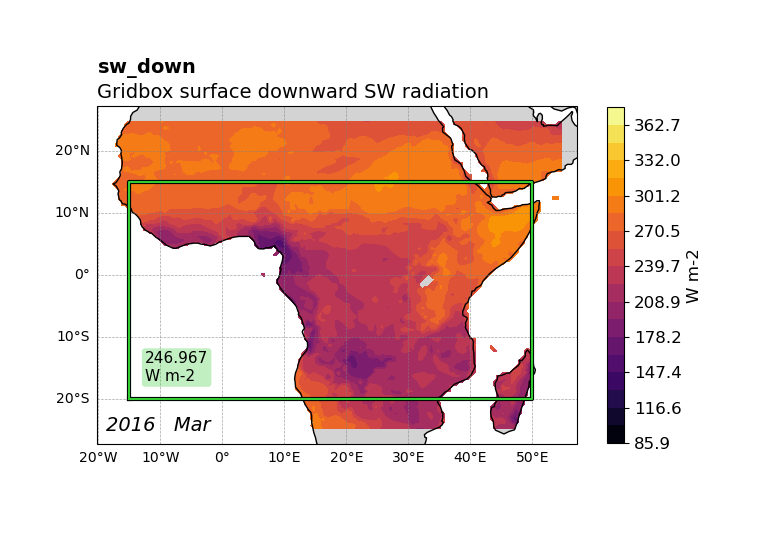 sw_down
Gridbox surface downward SW radiation
20°N
10°N
0°
10°S
20°S
20°W 10°W 0° 10°E 20°E 30°E 40°E 50°E
246.967
W m-2
2016 Mar
362.7
332.0
301.2
270.5
239.7
208.9
178.2
147.4
116.6
85.9
W m-2